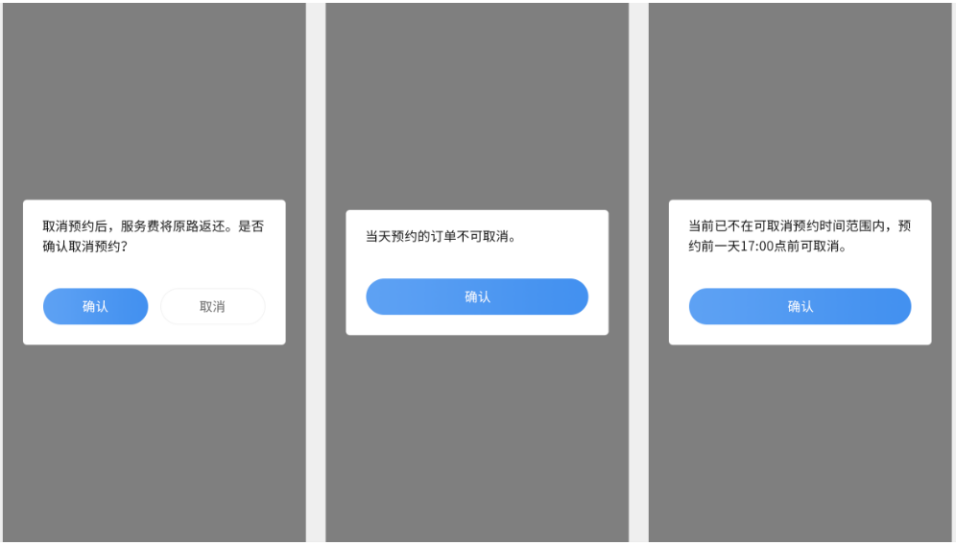 取消预约后，服务费将原路返还。是否
确认取消预约？
确认
取消
当天预约的订单不可取消。
确认
当前已不在可取消预约时间范围内，预
约前一天17:00点前可取消。
确认